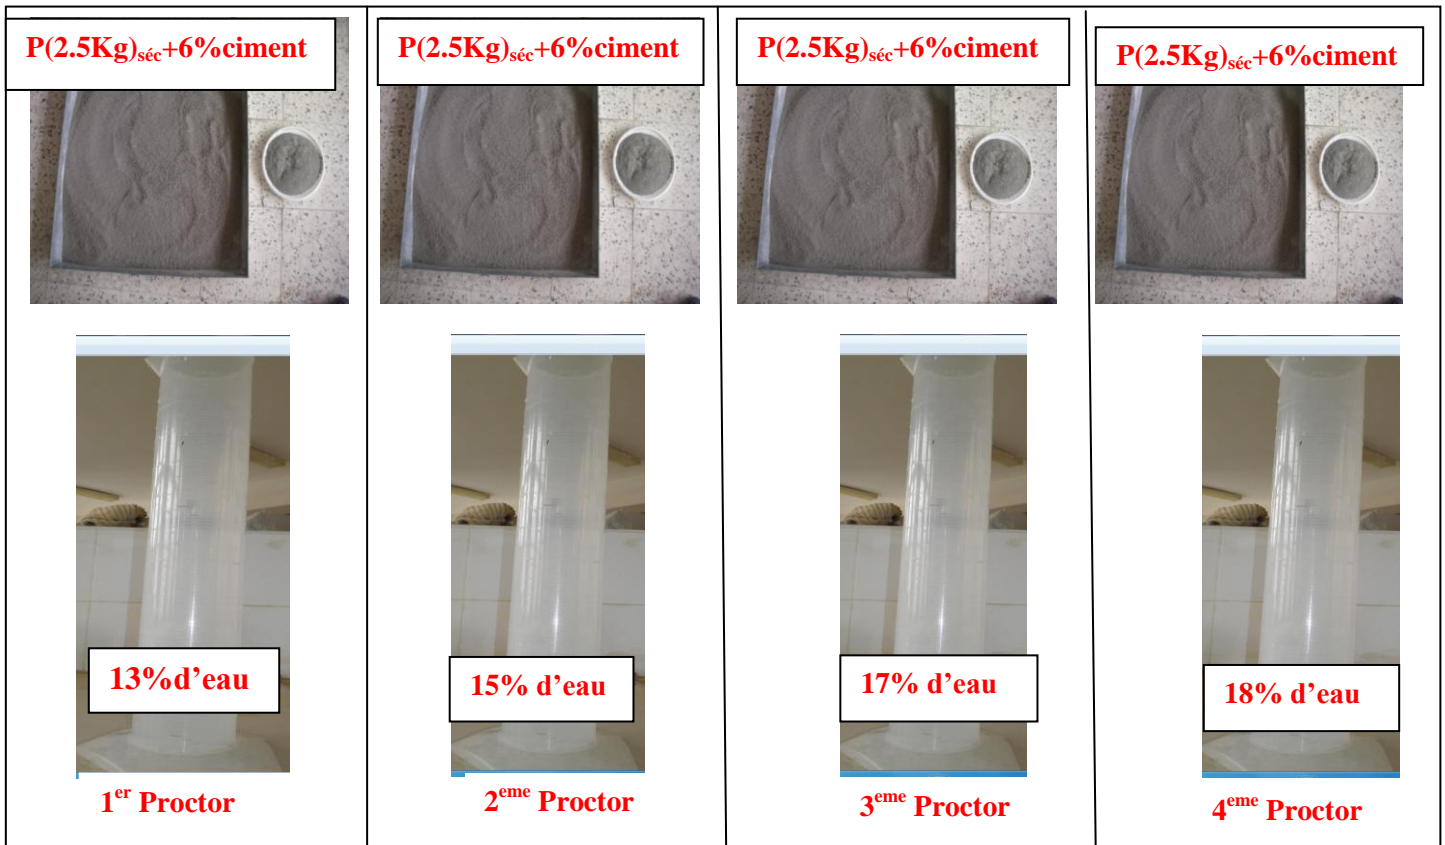 P(2.5Kg)séc+6%ciment
P(2.5Kg)séc+6%ciment
P(2.5Kg)séc+6%ciment
P(2.5Kg)séc+6%ciment
13%d’eau
15% d’eau
17% d’eau
18% d’eau
1er Proctor
2eme Proctor
3eme Proctor
4eme Proctor